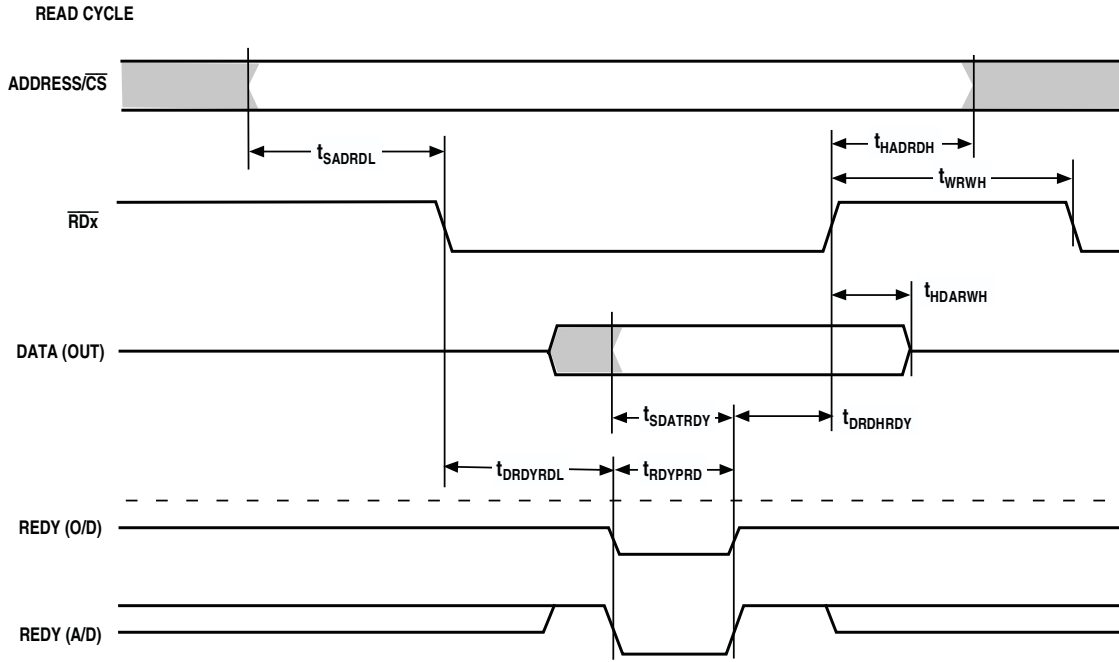 READ CYCLE
ADDRESS/CS
tSADRDL
tHADRDH
tWRWH
RDx
tHDARWH
DATA (OUT)
tSDATRDY
tDRDHRDY
tDRDYRDL
tRDYPRD
REDY (O/D)
REDY (A/D)